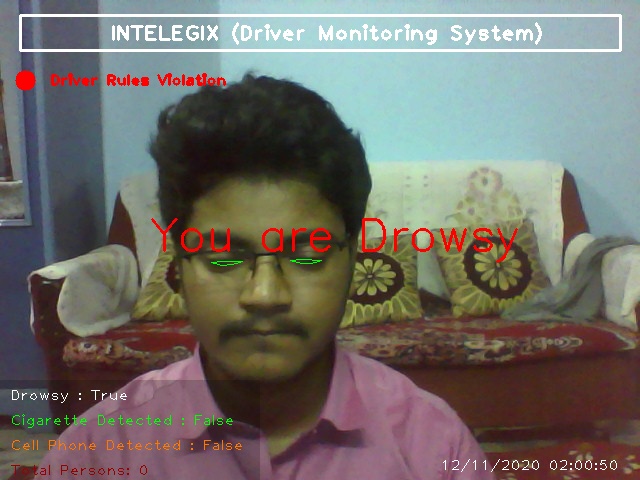 INTELEGIX (Driver Monitoring System)
Driver Rules Violation
You are Drowsy
Drowsy : True
Cigarette Detected : False
Cell Phone Detected : False
Total Persons: 0
12/11/2020 02:00:50